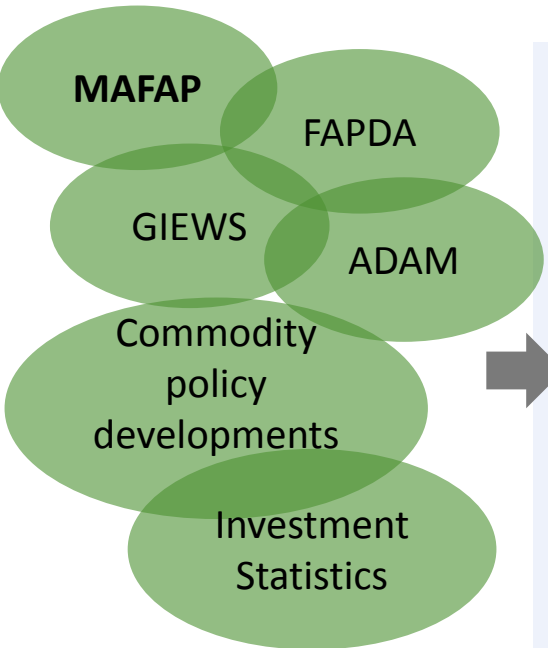 MAFAP
FAPDA
GIEWS
ADAM
Commodity
policy
developments
Investment
Statistics